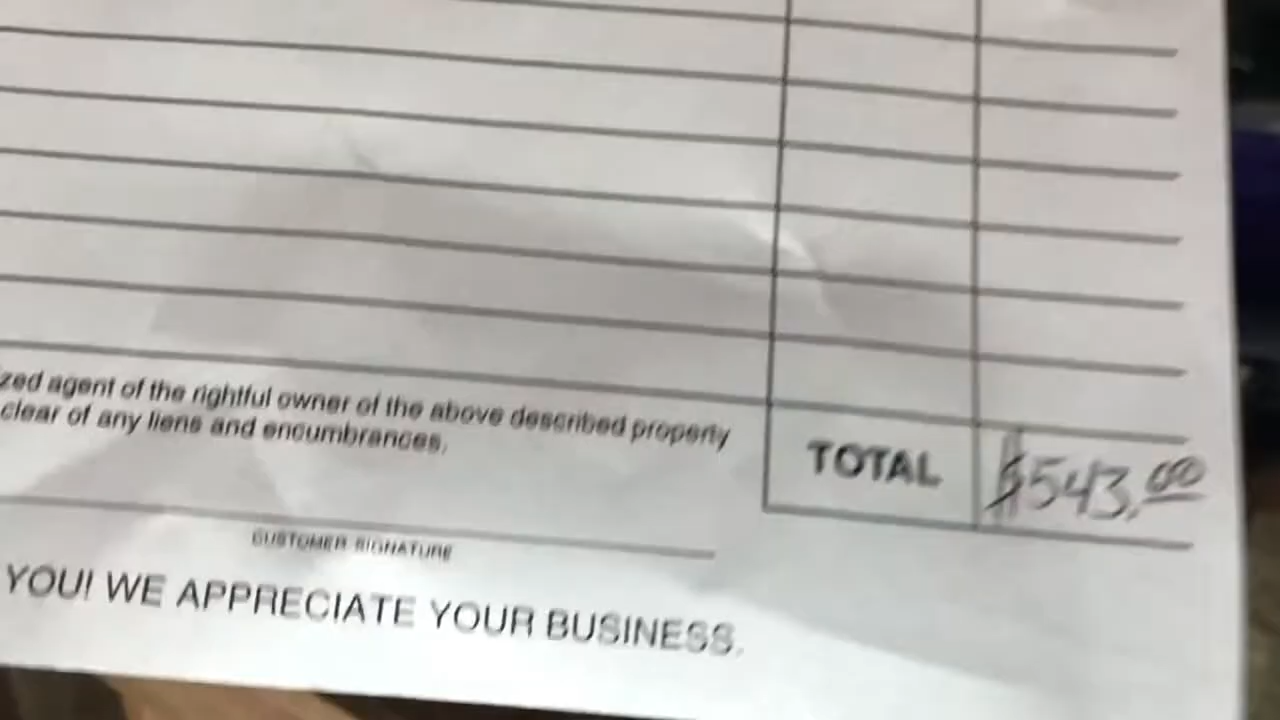 zed agent of the rightful owner of the above described property
clear of any liens and encumbrances.
TOTAL $543.00
CUSTOMER SIGNATURE
YOU! WE APPRECIATE YOUR BUSINESS.